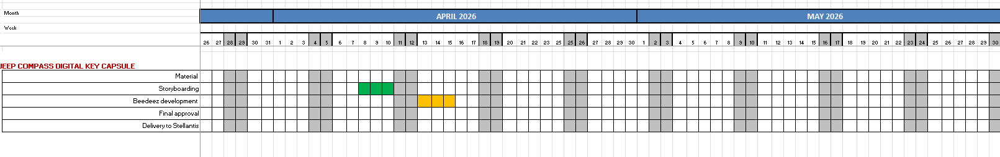 Month
APRIL 2026 MAY 2026
Week
26 27 28 29 30 31 1 2 3 4 5 6 7 8 9 10 11 12 13 14 15 16 17 18 19 20 21 22 23 25 25 26 27 28 29 30 1 2 3 4 5 6 7 8 9 10 11 12 13 14 15 16 17 18 19 20 21 22 23 24 25 26 27 28 29 30
JEEP COMPASS DIGITAL KEY CAPSULE
Material
Storyboarding
Beedeez development
Final approval
Delivery to Stellantis